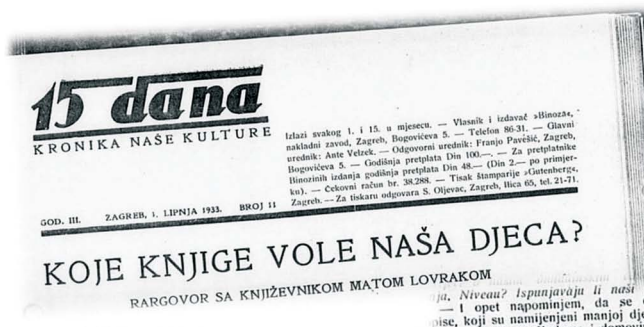 15 dana
KRONIKA NAŠE KULTURE
Izlazi svakog 1. i 15. u mjesecu. — Vlasnik i izdavač »Binoza«,
nakladni zavod, Zagreb, Bogovićeva 5. — Telefon 86-31. — Glavni
urednik: Ante Velzek. — Odgovorni urednik: Franjo Pavešić, Zagreb,
Bogovićeva 5. — Godišnja pretplata Din 100.—. — Za pretplatnike
Binozinih izdanja godišnja pretplata Din 48.— (Din 2.— po primjer-
ku). — Čekovni račun br. 38.288. — Tisak štamparije »Gutenberg«,
Zagreb. — Za tiskaru odgovara S. Oljevac, Zagreb, Ilica 65, tel. 21-71.
GOD. III. ZAGREB, 1. LIPNJA 1933. BROJ 11
KOJE KNJIGE VOLE NAŠA DJECA?
RARGOVOR SA KNJIŽEVNIKOM MATOM LOVRAKOM
Niveau? Ispunjavaju li naši
— I opet napominjem, da se
koji su namijenjeni manjoj